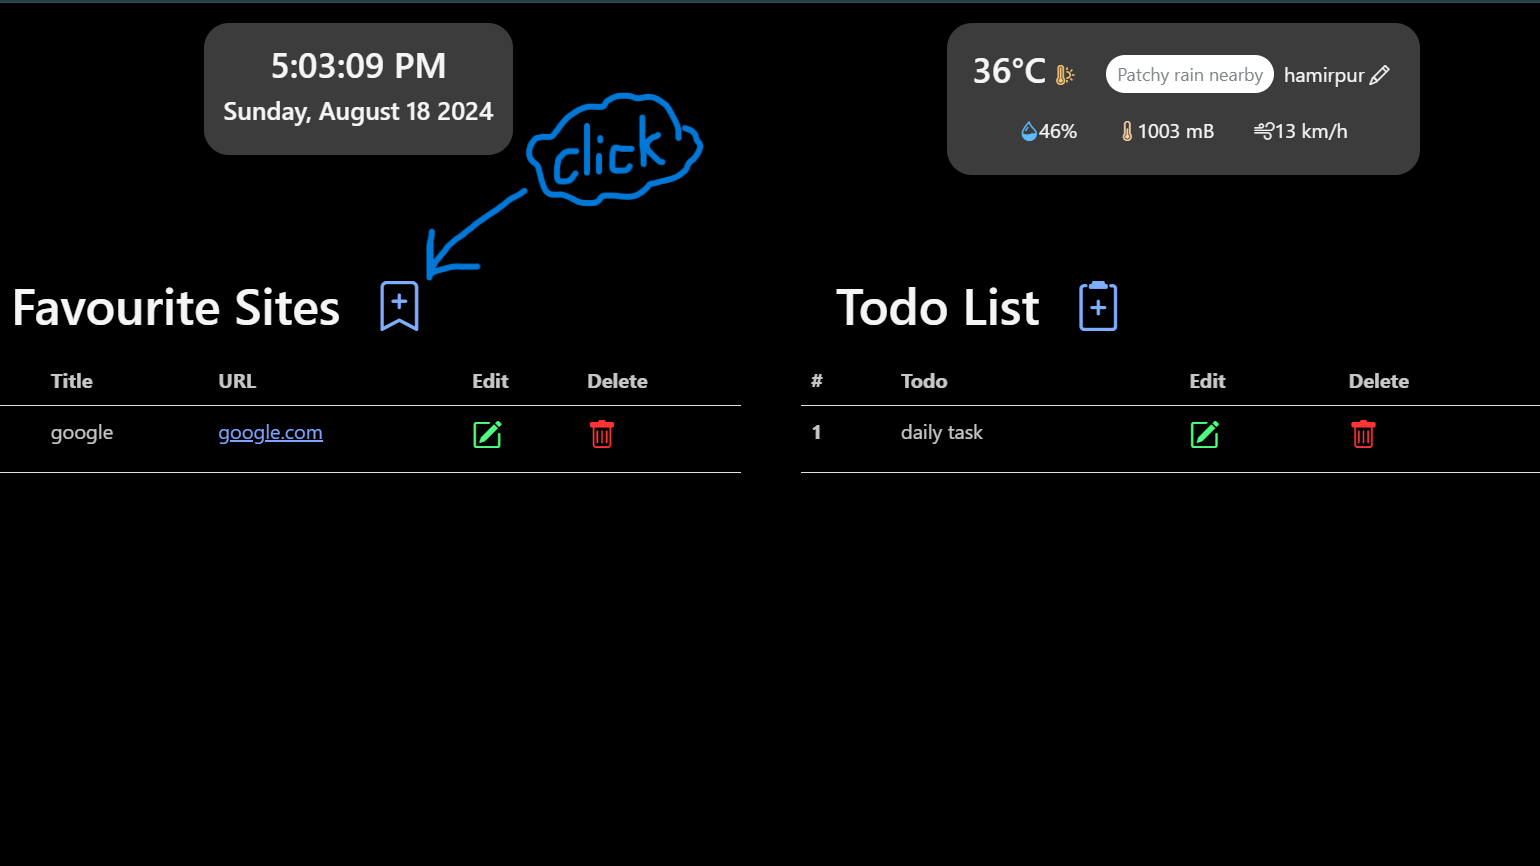 5:03:09 PM
Sunday, August 18 2024
click
36°C Patchy rain nearby hamirpur
46% 1003 mB 13 km/h
Favourite Sites
Title URL Edit Delete
google google.com
Todo List
# Todo Edit Delete
1 daily task